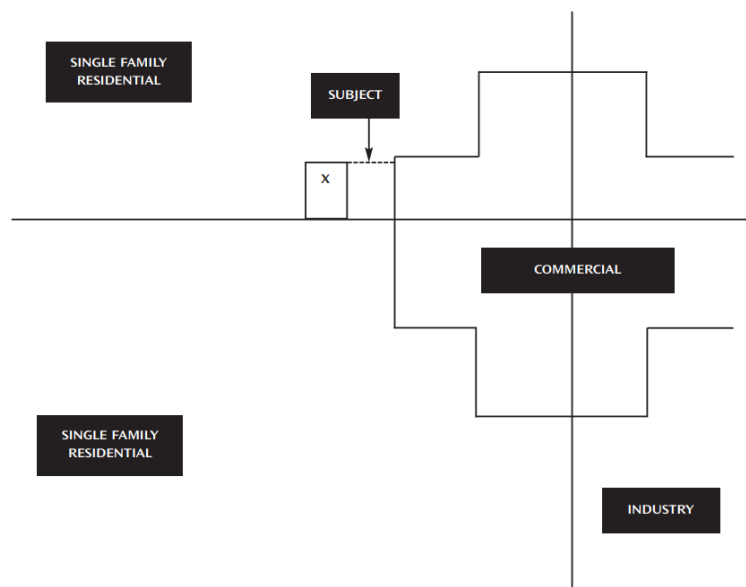 SINGLE FAMILY
RESIDENTIAL
SUBJECT
X
COMMERCIAL
SINGLE FAMILY
RESIDENTIAL
INDUSTRY